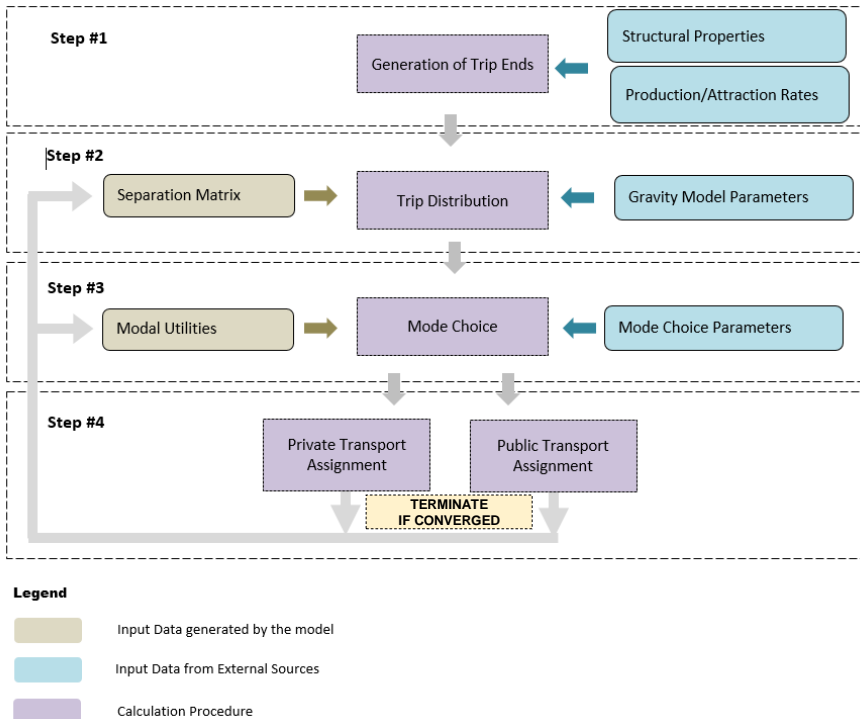 Step #1
Generation of Trip Ends
Structural Properties
Production/Attraction Rates
Step #2
Separation Matrix
Trip Distribution
Gravity Model Parameters
Step #3
Modal Utilities
Mode Choice
Mode Choice Parameters
Step #4
Private Transport
Assignment
Public Transport
Assignment
TERMINATE
IF CONVERGED
Legend
Input Data generated by the model
Input Data from External Sources
Calculation Procedure